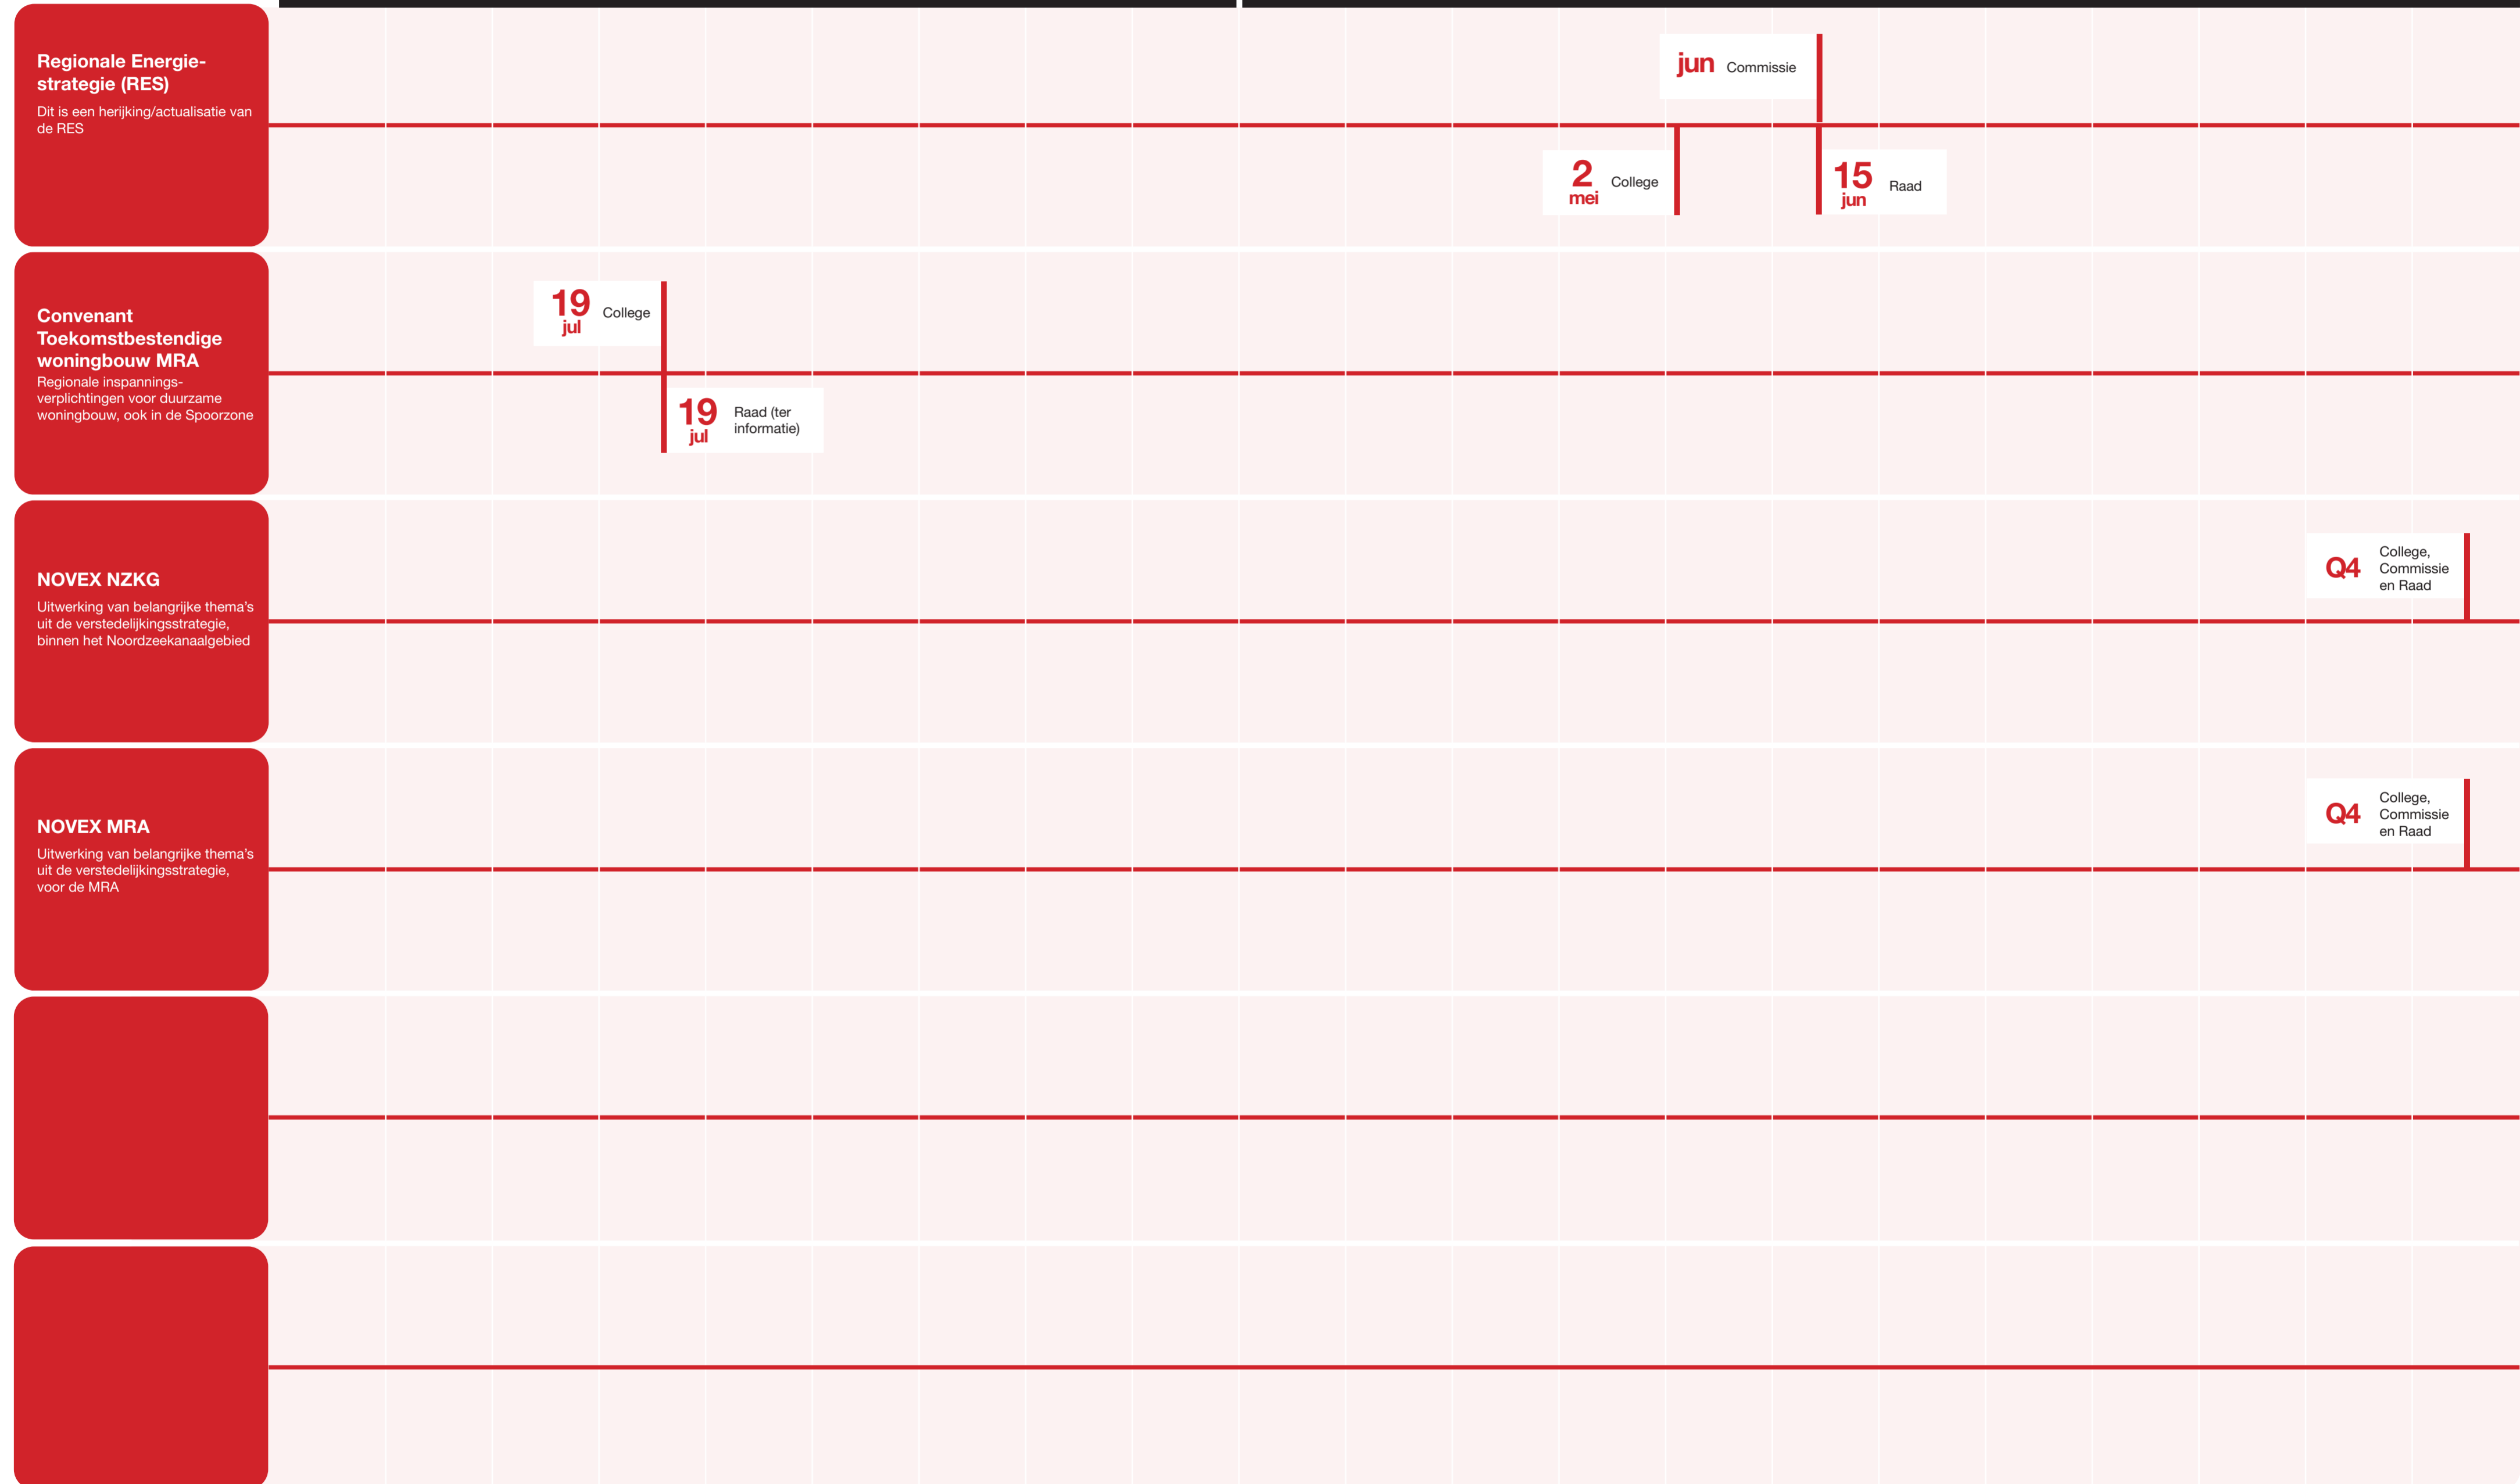 Regionale Energie-
strategie (RES)
Dit is een herijking/actualisatie van
de RES
jun Commissie
2
mei
College
15
jun
Raad
Convenant
Toekomstbestendige
woningbouw MRA
Regionale inspannings-
verplichtingen voor duurzame
woningbouw, ook in de Spoorzone
19
jul
College
19
jul
Raad (ter
informatie)
NOVEX NZKG
Uitwerking van belangrijke thema's
uit de verstedelijkingsstrategie,
binnen het Noordzeekanaalgebied
Q4
College,
Commissie
en Raad
NOVEX MRA
Uitwerking van belangrijke thema's
uit de verstedelijkingsstrategie,
voor de MRA
Q4
College,
Commissie
en Raad